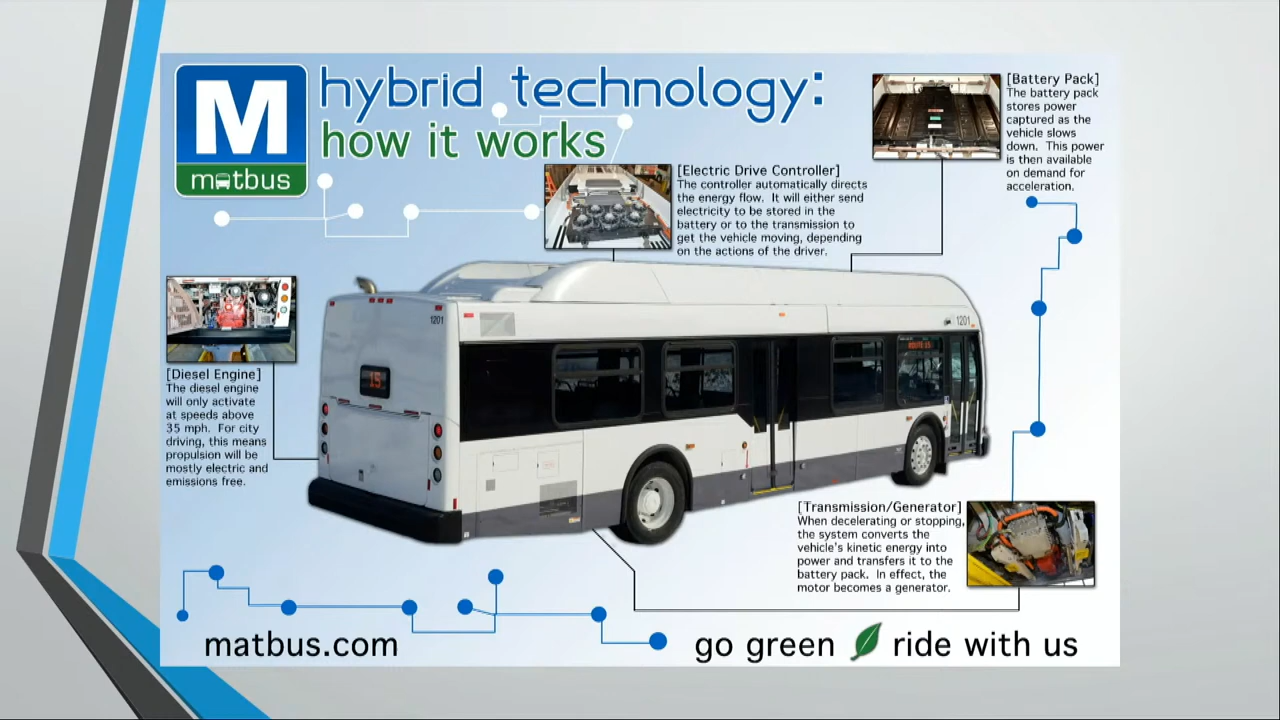 M
matbus
hybrid technology:
how it works
[Battery Pack]
The battery pack
stores power
captured as the
vehicle slows
down. This power
is then available
on demand for
acceleration.
[Electric Drive Controller]
The controller automatically directs
the energy flow. It will either send
electricity to be stored in the
battery or to the transmission to
get the vehicle moving, depending
on the actions of the driver.
[Diesel Engine]
The diesel engine
will only activate
at speeds above
35 mph. For city
driving, this means
propulsion will be
mostly electric and
emissions free.
1201
1201
15
ROUTE 15
[Transmission/Generator]
When decelerating or stopping,
the system converts the
vehicle's kinetic energy into
power and transfers it to the
battery pack. In effect, the
motor becomes a generator.
matbus.com
go green ride with us